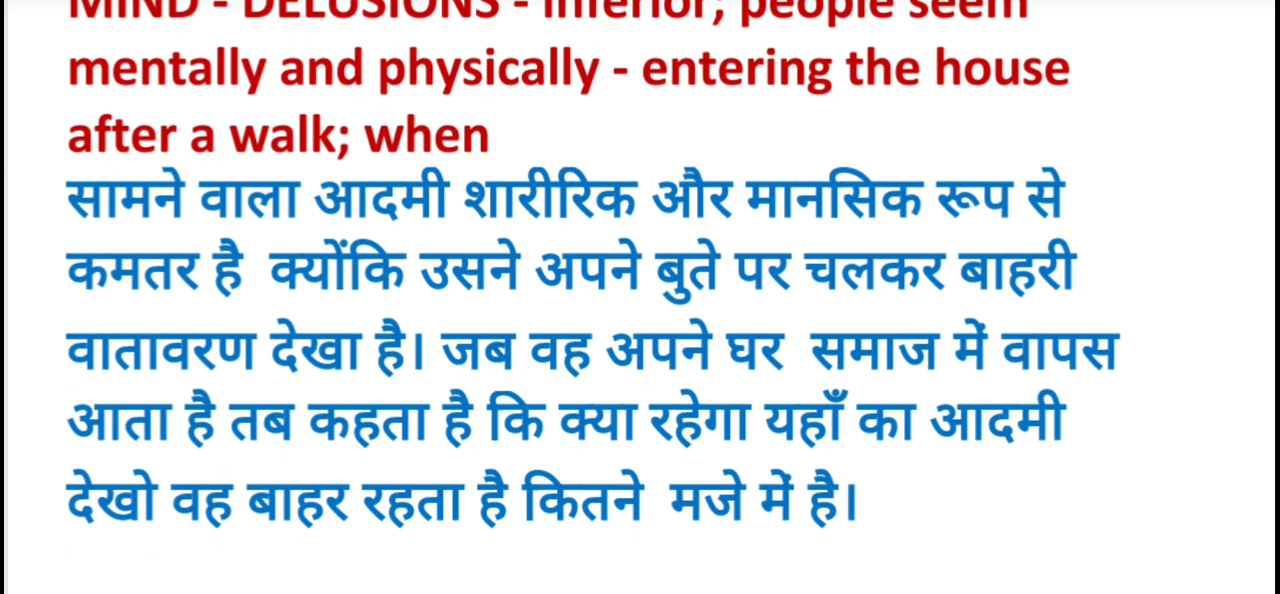 MIND - DELUSIONS - inferior; people seem
mentally and physically - entering the house
after a walk; when
सामने वाला आदमी शारीरिक और मानसिक रूप से
कमतर है क्योंकि उसने अपने बुते पर चलकर बाहरी
वातावरण देखा है। जब वह अपने घर समाज में वापस
आता है तब कहता है कि क्या रहेगा यहाँ का आदमी
देखो वह बाहर रहता है कितने मजे में है।